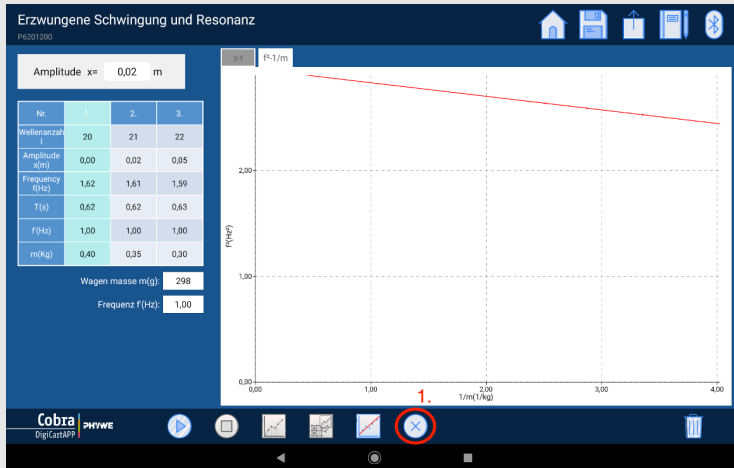 Erzwungene Schwingung und Resonanz
P6201200
Amplitude x= 0,02 m
x-t f²-1/m
Nr. 1. 2. 3.
Wellenanzah
l 20 21 22
Amplitude
x(m) 0,00 0,02 0,05
Frequency
f(Hz) 1,62 1,61 1,59
T(s) 0,62 0,62 0,63
f'(Hz) 1,00 1,00 1,00
m(Kg) 0,40 0,35 0,30
Wagen masse m(g): 298
Frequenz f'(Hz): 1,00
f²(Hz²)
2,00
1,00
0,00
0,00 1,00 2,00 3,00 4,00
1/m(1/kg)
1.
Cobra
DigiCartAPP
PHYWE